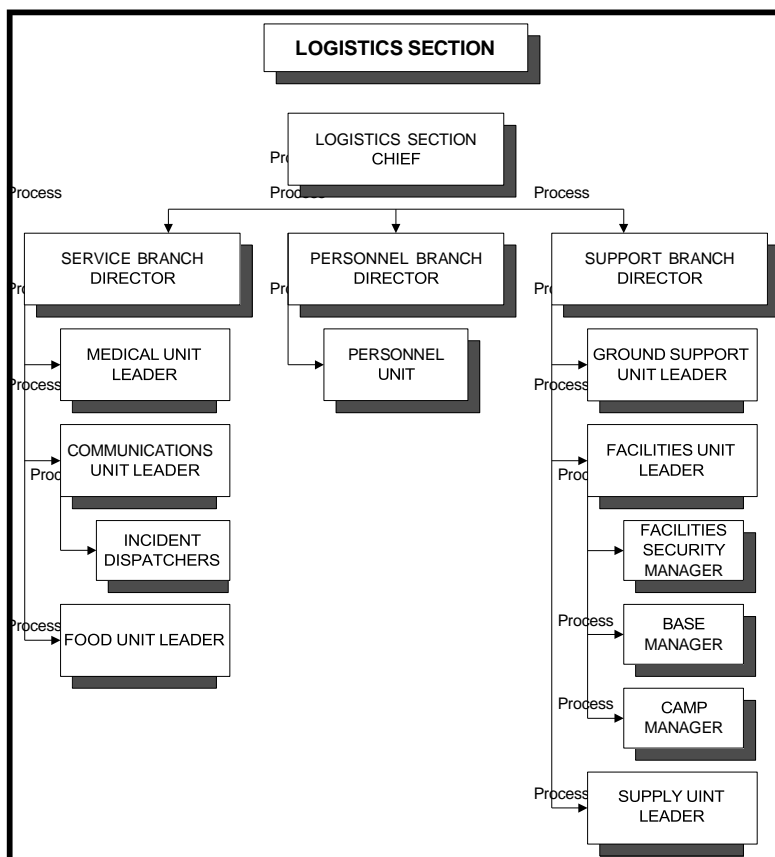 LOGISTICS SECTION
LOGISTICS SECTION
CHIEF
Process
Process
Process
SERVICE BRANCH
DIRECTOR
PERSONNEL BRANCH
DIRECTOR
SUPPORT BRANCH
DIRECTOR
MEDICAL UNIT
LEADER
PERSONNEL
UNIT
GROUND SUPPORT
UNIT LEADER
Process
Process
COMMUNICATIONS
UNIT LEADER
FACILITIES UNIT
LEADER
INCIDENT
DISPATCHERS
FACILITIES
SECURITY
MANAGER
Process
FOOD UNIT LEADER
Process
BASE
MANAGER
Process
CAMP
MANAGER
Process
SUPPLY UINT
LEADER